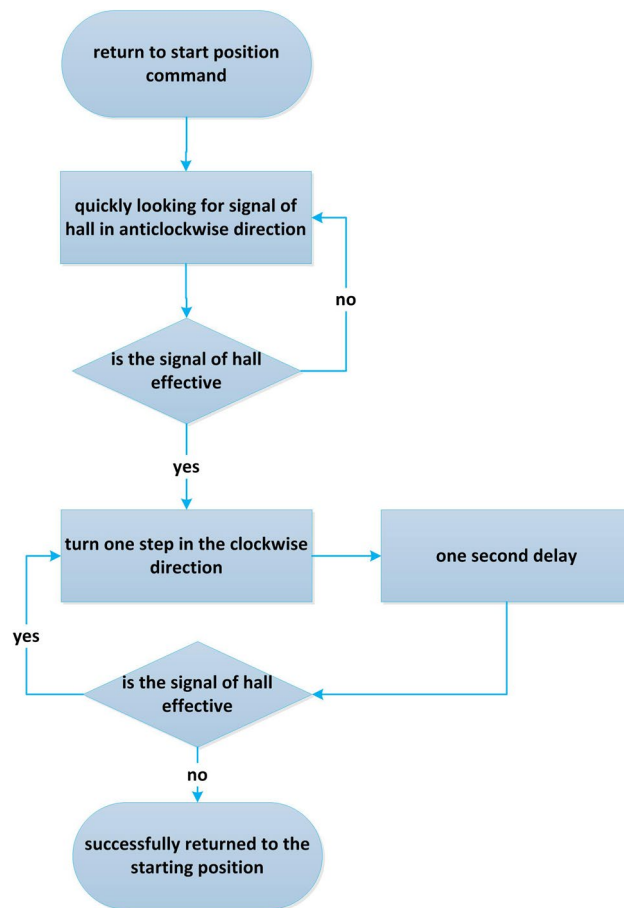 return to start position
command
quickly looking for signal of
hall in anticlockwise direction
no
is the signal of hall
effective
yes
turn one step in the clockwise
direction
one second delay
yes
is the signal of hall
effective
no
successfully returned to the
starting position